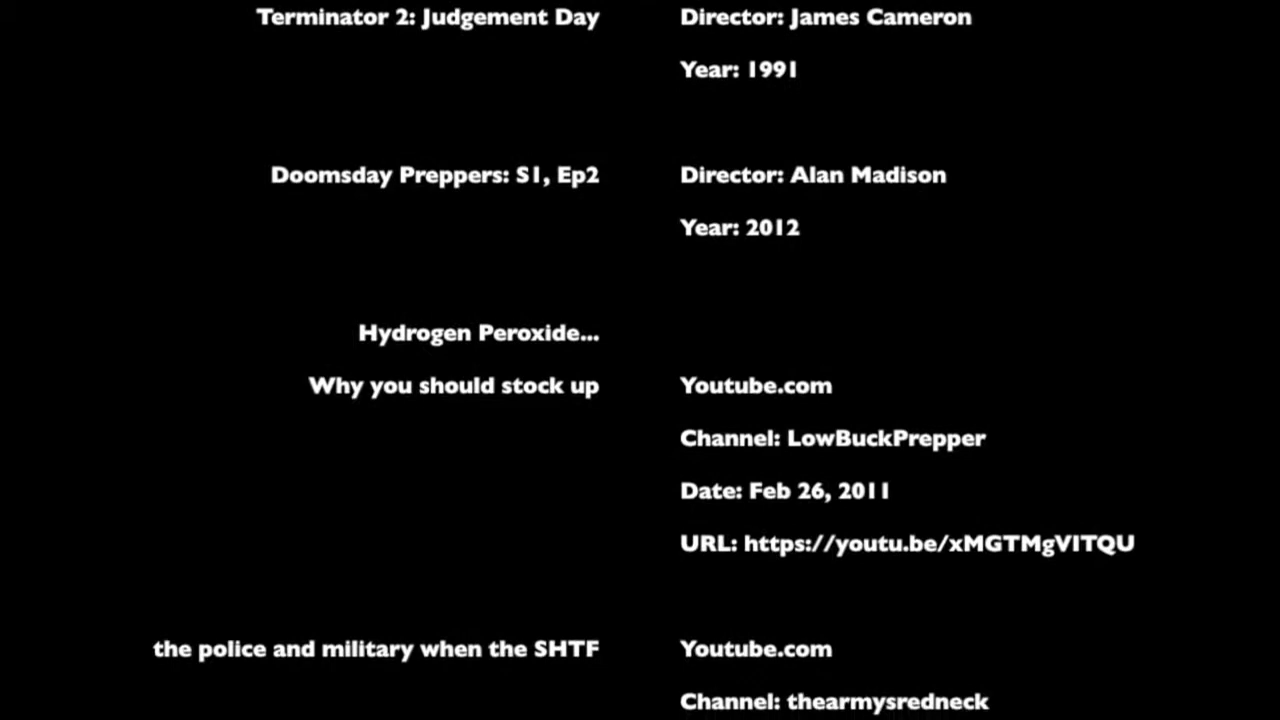 Terminator 2: Judgement Day Director: James Cameron
Year: 1991
Doomsday Preppers: S1, Ep2 Director: Alan Madison
Year: 2012
Hydrogen Peroxide...
Why you should stock up Youtube.com
Channel: LowBuckPrepper
Date: Feb 26, 2011
URL: https://youtu.be/xMGTMgVITQU
the police and military when the SHTF Youtube.com
Channel: thearmysredneck